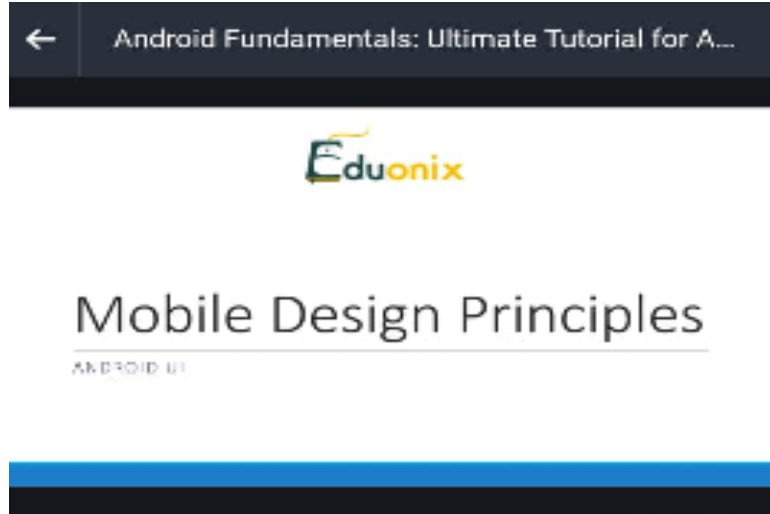 Android Fundamentals: Ultimate Tutorial for A...
Eduonix
Mobile Design Principles
ANDROID UI